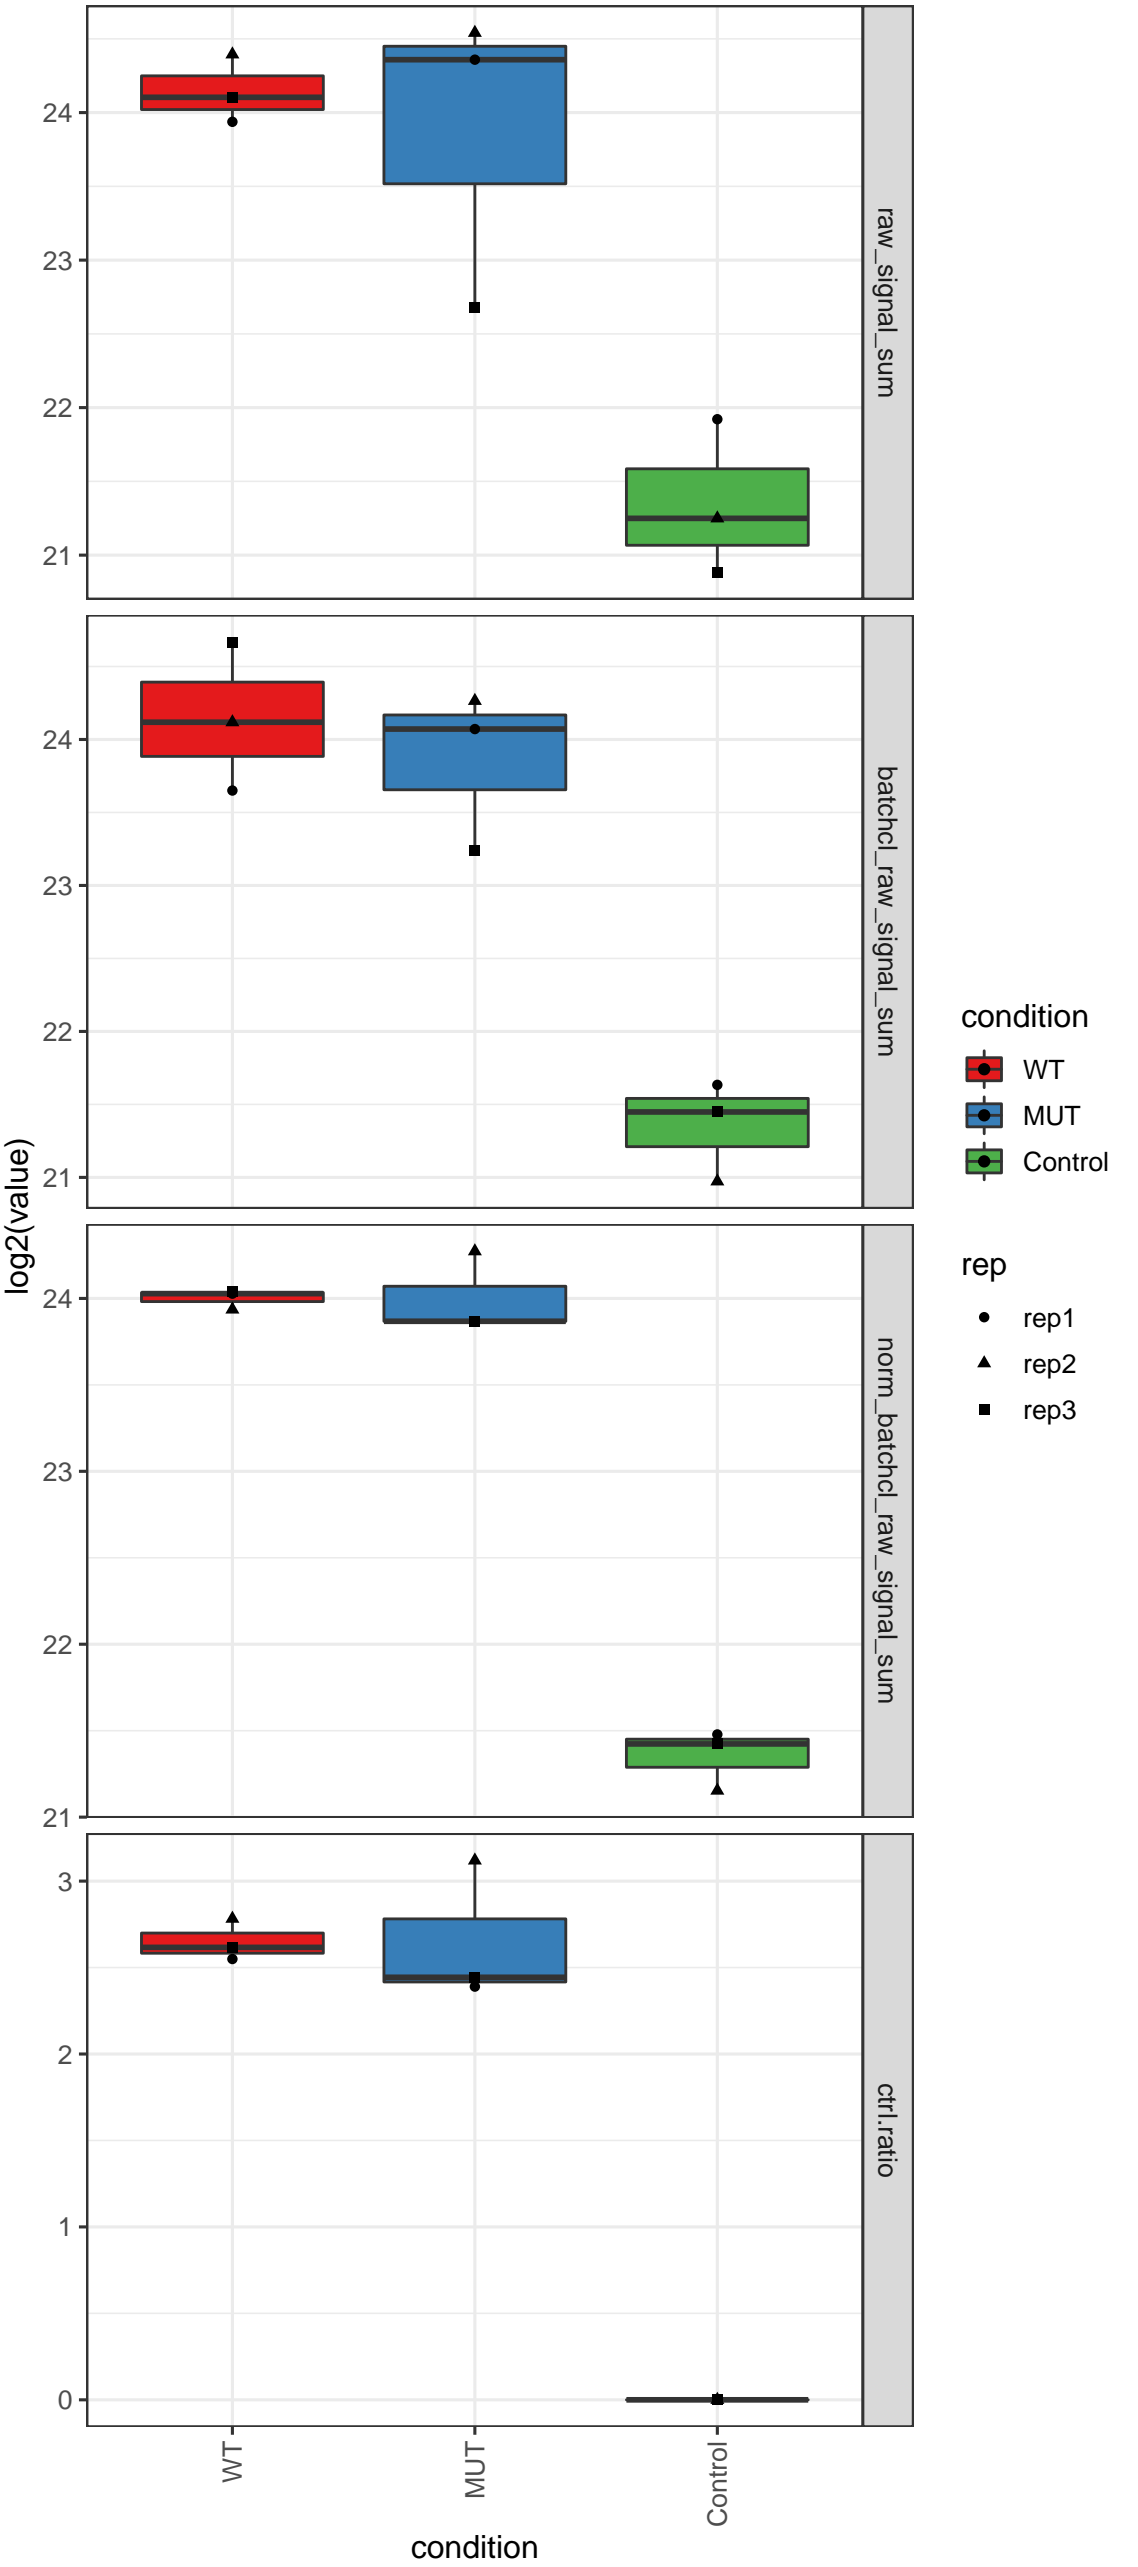 log2(value)
24
23
22
21
raw_signal_sum
24
23
22
21
batchcl_raw_signal_sum
24
23
22
21
norm_batchcl_raw_signal_sum
3
2
1
0
ctrl.ratio
WT
MUT
Control
condition
condition
WT
MUT
Control
rep
rep1
rep2
rep3